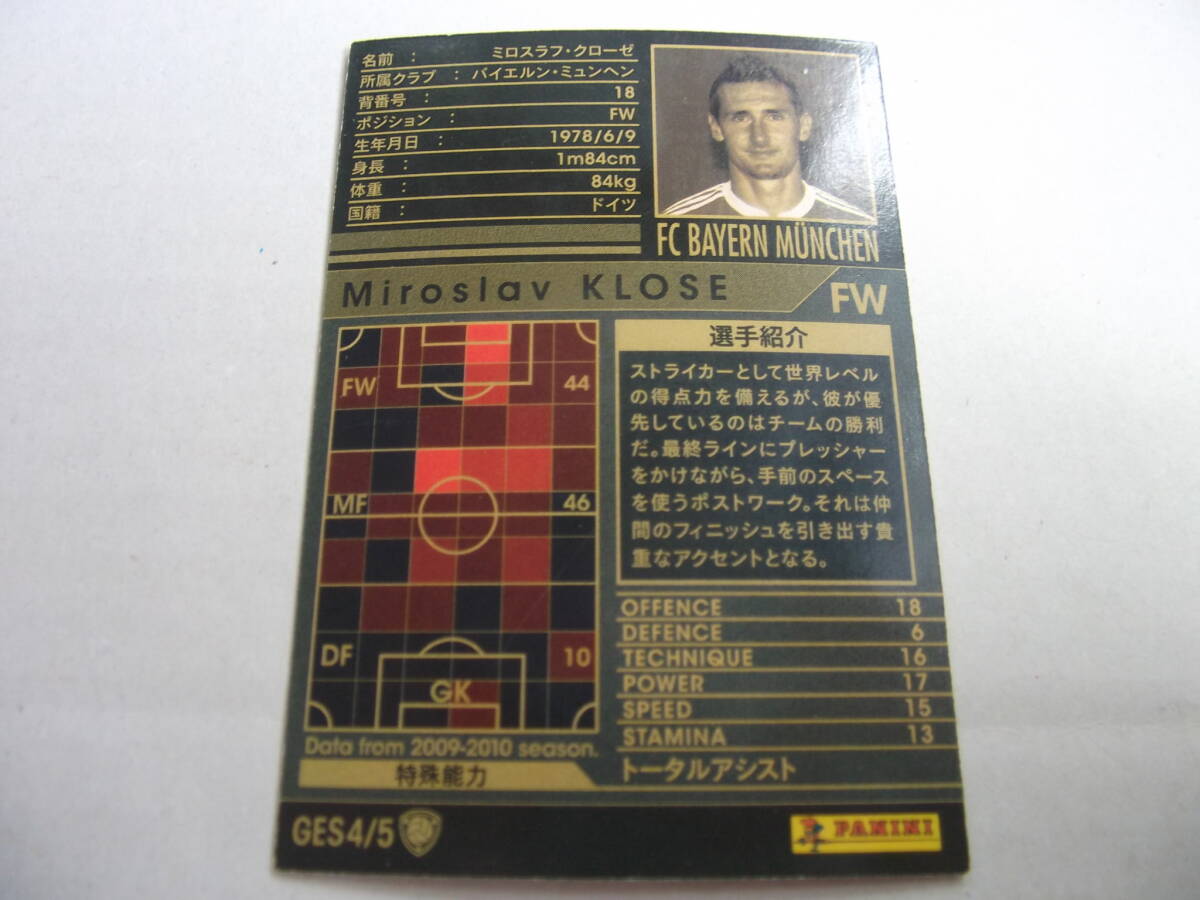 名前 : ミロスラフ・クローゼ
所属クラブ : バイエルン・ミュンヘン
背番号 : 18
ポジション : FW
生年月日 : 1978/6/9
身長 : 1m84cm
体重 : 84kg
国籍 : ドイツ
FC BAYERN MÜNCHEN
Miroslav KLOSE
FW
FW 44
MF 46
DF 10
GK
Data from 2009-2010 season.
選手紹介
ストライカーとして世界レベル
の得点力を備えるが、彼が優
先しているのはチームの勝利
だ。最終ラインにプレッシャー
をかけながら、手前のスペース
を使うポストワーク。それは仲
間のフィニッシュを引き出す貴
重なアクセントとなる。
OFFENCE 18
DEFENCE 6
TECHNIQUE 16
POWER 17
SPEED 15
STAMINA 13
特殊能力 トータルアシスト
GES4/5
PANINI